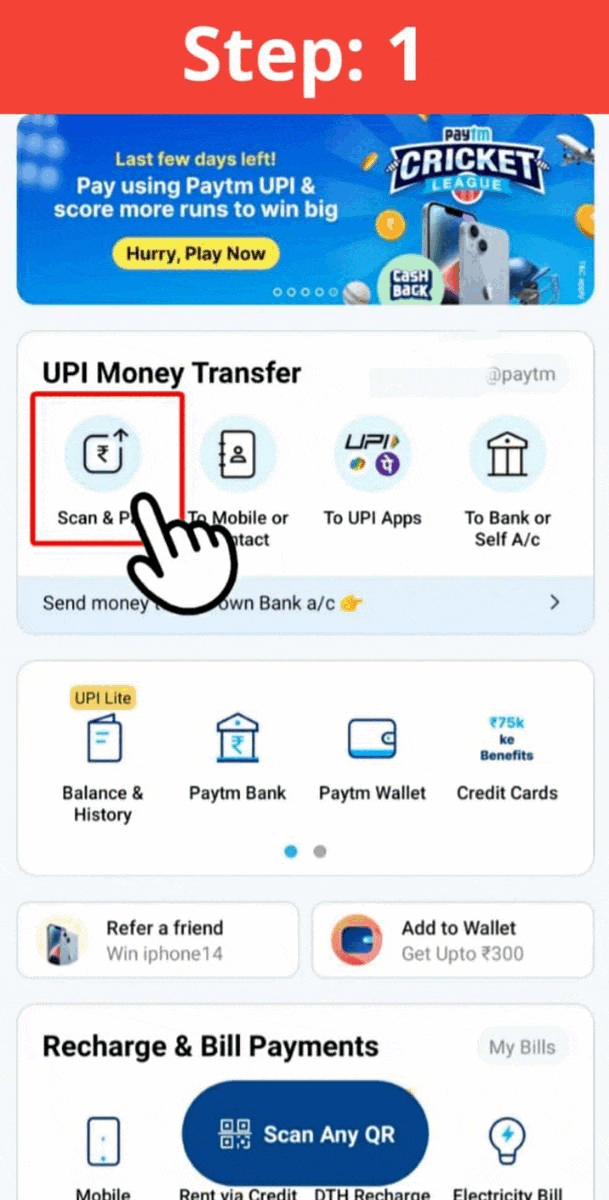 Step: 1
Last few days left!
Pay using Paytm UPI &
score more runs to win big
Hurry, Play Now
paytm
CRICKET
LEAGUE
CASH
BACK
T&C apply
UPI Money Transfer
@paytm
UPI
Scan & P
To Mobile or
tact
To UPI Apps
To Bank or
Self A/c
Send money own Bank a/c 👉
UPI Lite
₹75k
ke
Benefits
Balance &
History
Paytm Bank
Paytm Wallet
Credit Cards
Refer a friend
Win iphone14
Add to Wallet
Get Upto ₹300
Recharge & Bill Payments
My Bills
Scan Any QR
Mobile
Rent via Credit
DTH Recharge
Electricity Bill